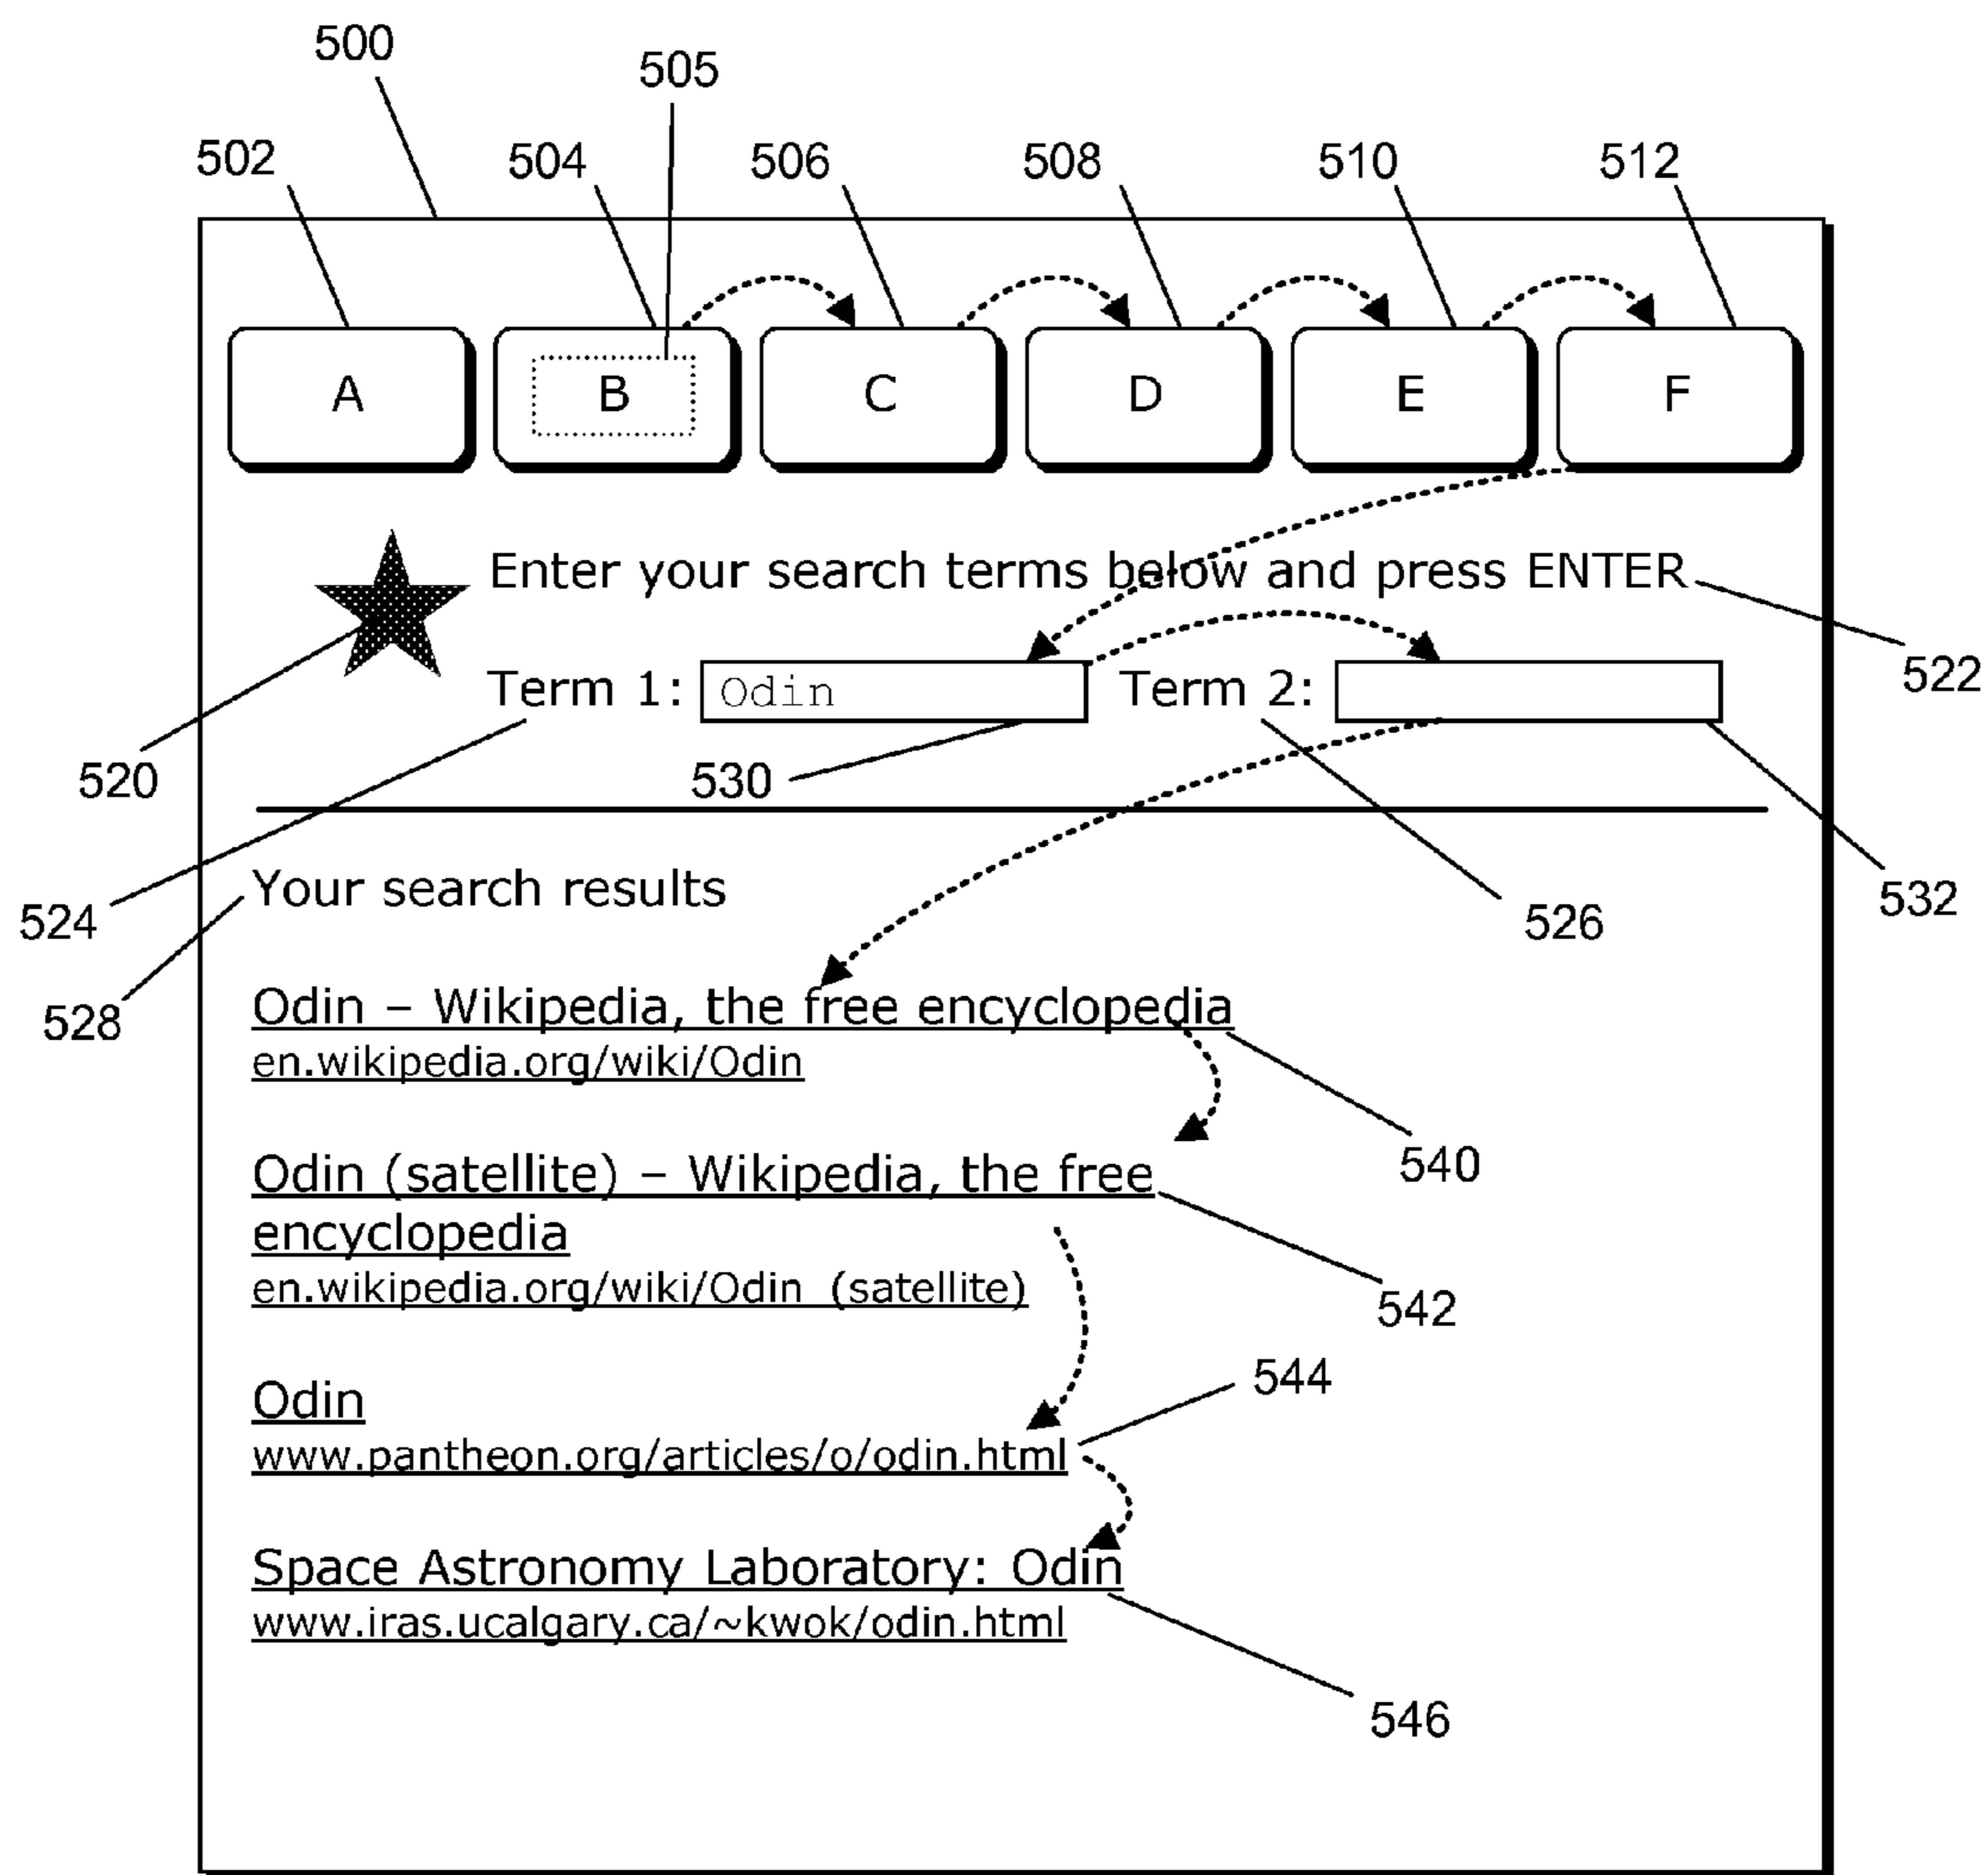 500
505
502 504 506 508 510 512
A B C D E F
Enter your search terms below and press ENTER
522
Term 1: Odin Term 2:
520
530
Your search results
524
526
532
528
Odin – Wikipedia, the free encyclopedia
en.wikipedia.org/wiki/Odin
540
Odin (satellite) – Wikipedia, the free
encyclopedia
en.wikipedia.org/wiki/Odin (satellite)
542
544
Odin
www.pantheon.org/articles/o/odin.html
Space Astronomy Laboratory: Odin
www.iras.ucalgary.ca/~kwok/odin.html
546